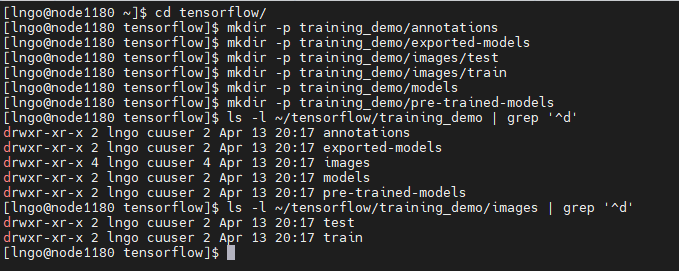 [lngo@node1180 ~]$ cd tensorflow/
[lngo@node1180 tensorflow]$ mkdir -p training_demo/annotations
[lngo@node1180 tensorflow]$ mkdir -p training_demo/exported-models
[lngo@node1180 tensorflow]$ mkdir -p training_demo/images/test
[lngo@node1180 tensorflow]$ mkdir -p training_demo/images/train
[lngo@node1180 tensorflow]$ mkdir -p training_demo/models
[lngo@node1180 tensorflow]$ mkdir -p training_demo/pre-trained-models
[lngo@node1180 tensorflow]$ ls -l ~/tensorflow/training_demo | grep '^d'
drwxr-xr-x 2 lngo cuuser 2 Apr 13 20:17 annotations
drwxr-xr-x 2 lngo cuuser 2 Apr 13 20:17 exported-models
drwxr-xr-x 4 lngo cuuser 4 Apr 13 20:17 images
drwxr-xr-x 2 lngo cuuser 2 Apr 13 20:17 models
drwxr-xr-x 2 lngo cuuser 2 Apr 13 20:17 pre-trained-models
[lngo@node1180 tensorflow]$ ls -l ~/tensorflow/training_demo/images | grep '^d'
drwxr-xr-x 2 lngo cuuser 2 Apr 13 20:17 test
drwxr-xr-x 2 lngo cuuser 2 Apr 13 20:17 train
[lngo@node1180 tensorflow]$